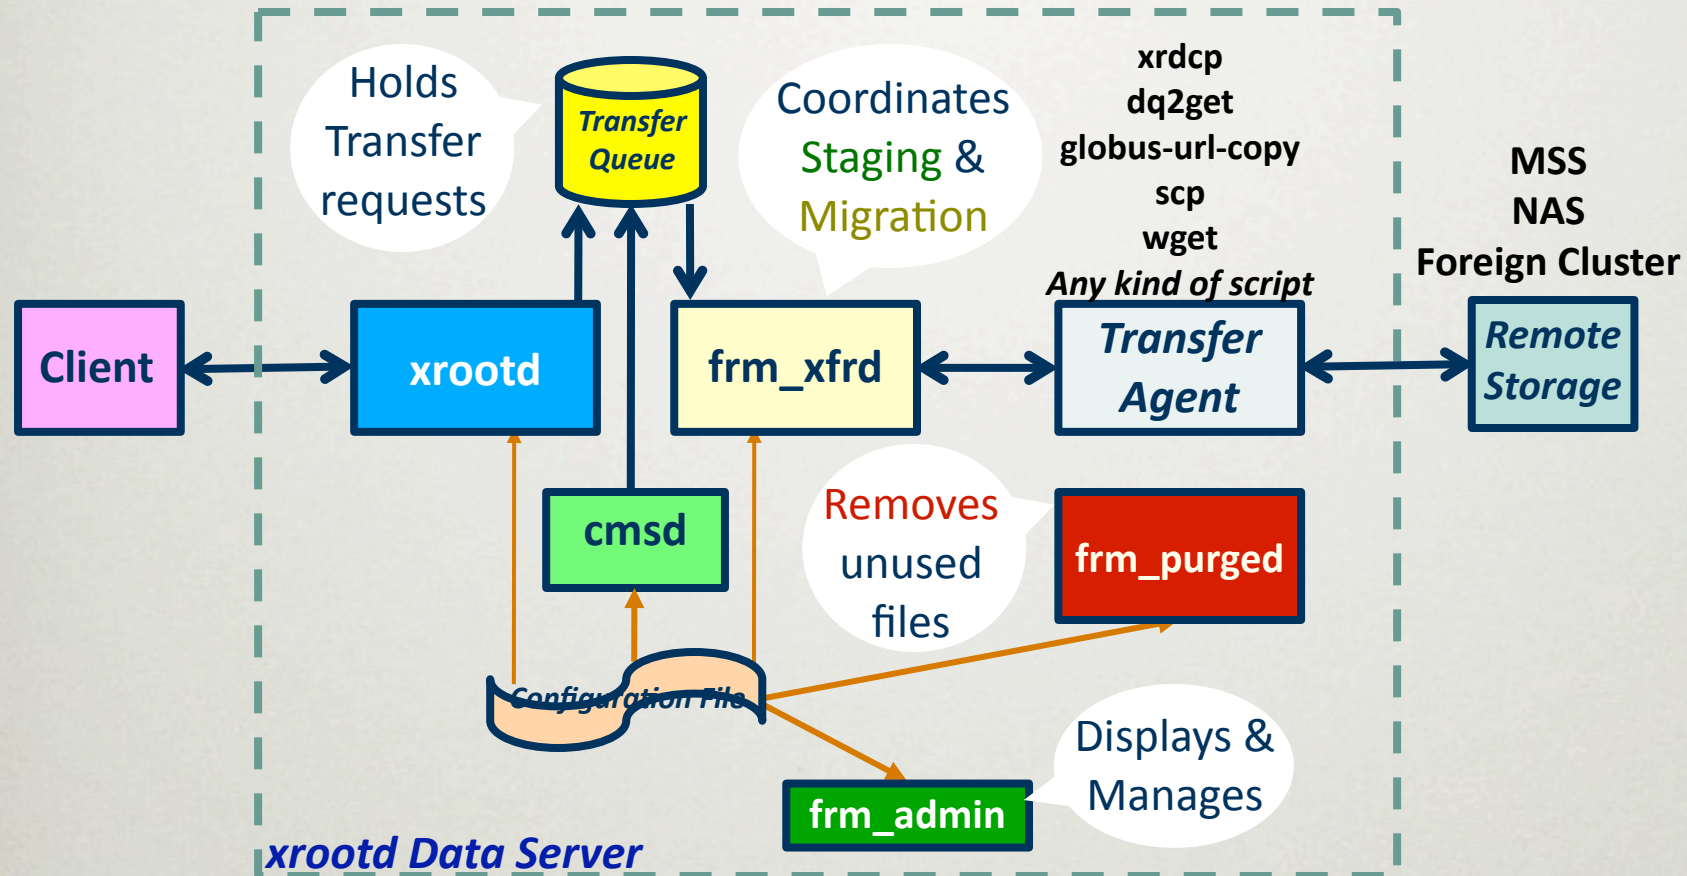 Holds
Transfer
requests
Transfer
Queue
Coordinates
Staging &
Migration
xrdcp
dq2get
globus-url-copy
scp
wget
Any kind of script
MSS
NAS
Foreign Cluster
Client
xrootd
frm_xfrd
Transfer
Agent
Remote
Storage
cmsd
Removes
unused
files
frm_purged
Configuration File
Displays &
Manages
frm_admin
xrootd Data Server